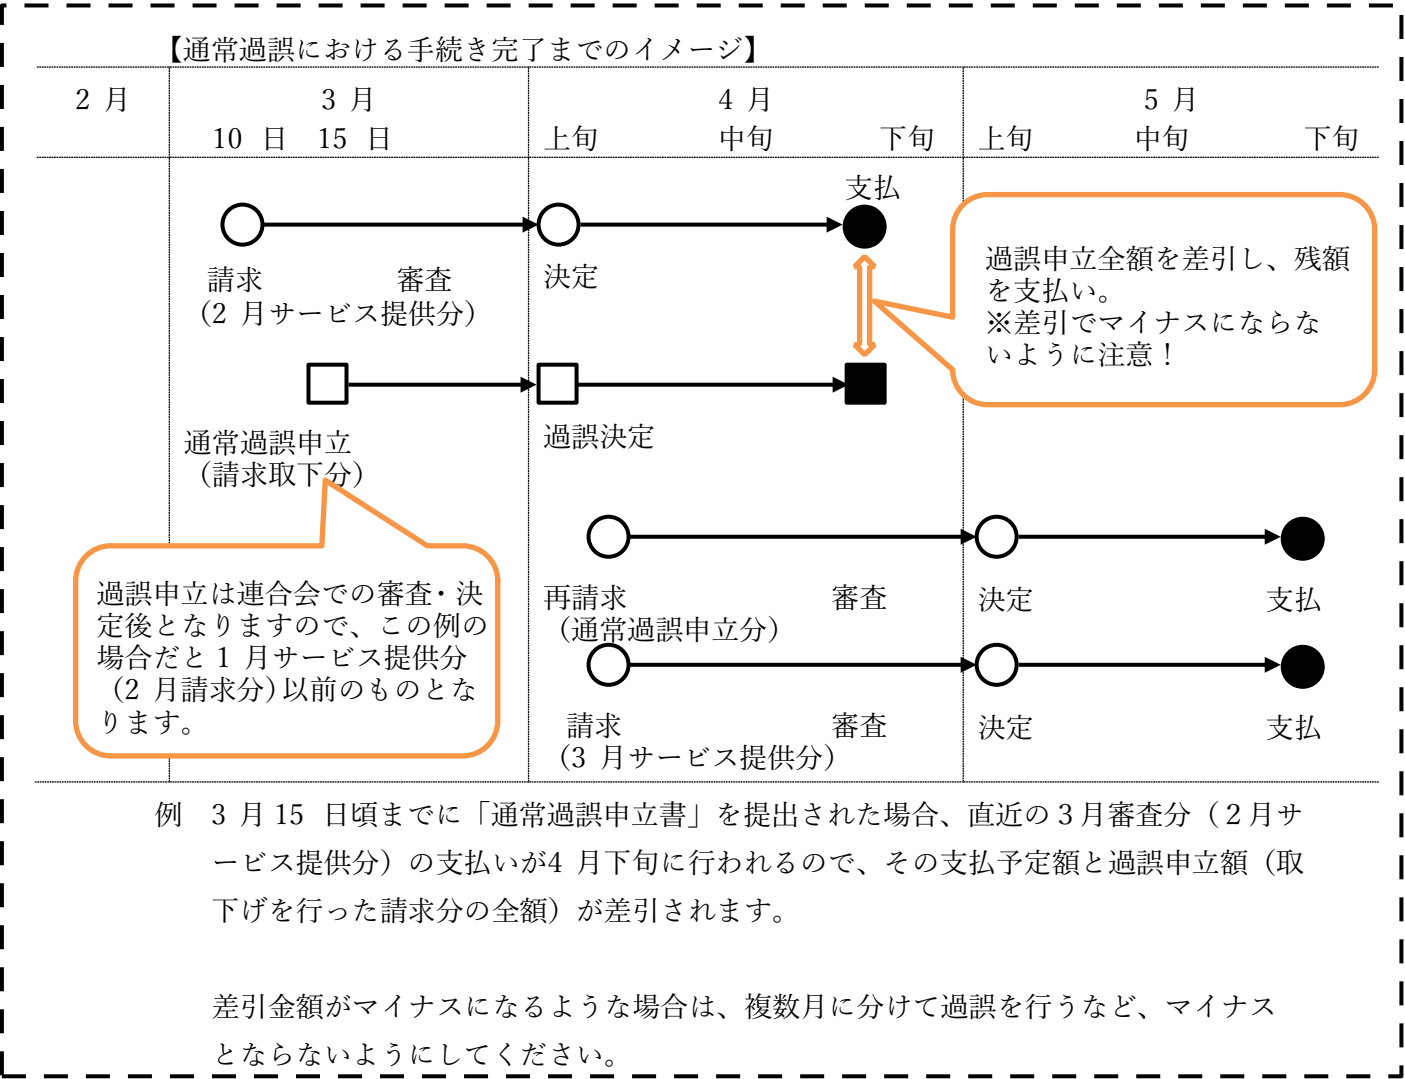 【通常過誤における手続き完了までのイメージ】
2 月 3 月 4 月 5 月
10 日 15 日 上旬 中旬 下旬 上旬 中旬 下旬
支払
請求 審査 決定
（2 月サービス提供分）
過誤申立全額を差引し、残額
を支払い。
※差引でマイナスにならな
いように注意！
通常過誤申立 過誤決定
（請求取下分）
過誤申立は連合会での審査・決
定後となりますので、この例の
場合だと 1 月サービス提供分
（2 月請求分）以前のものとな
ります。
再請求 審査 決定 支払
（通常過誤申立分）
請求 審査 決定 支払
（3 月サービス提供分）
例 3 月 15 日頃までに「通常過誤申立書」を提出された場合、直近の 3 月審査分（ 2 月サ
ービス提供分）の支払いが4 月下旬に行われるので、その支払予定額と過誤申立額（取
下げを行った請求分の全額）が差引されます。
差引金額がマイナスになるような場合は、複数月に分けて過誤を行うなど、マイナス
とならないようにしてください。